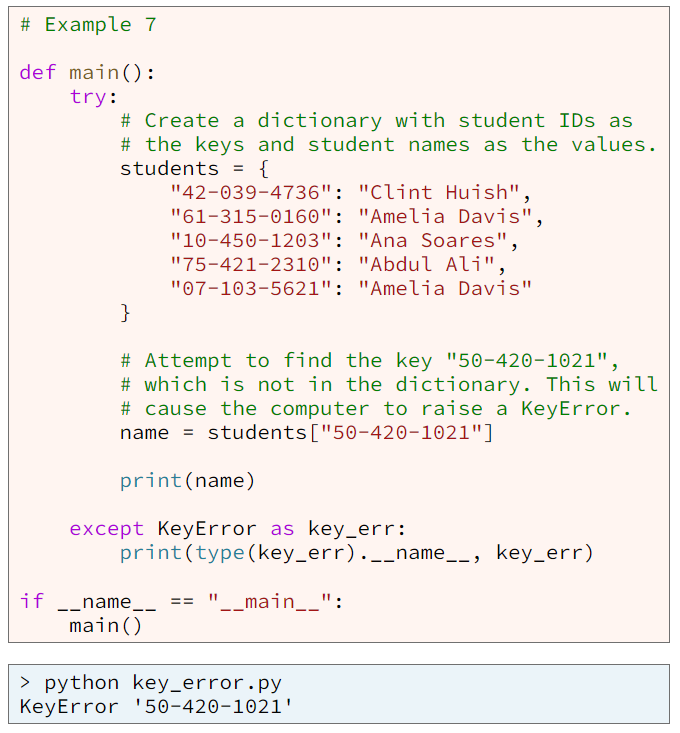 # Example 7

def main():
    try:
        # Create a dictionary with student IDs as
        # the keys and student names as the values.
        students = {
            "42-039-4736": "Clint Huish",
            "61-315-0160": "Amelia Davis",
            "10-450-1203": "Ana Soares",
            "75-421-2310": "Abdul Ali",
            "07-103-5621": "Amelia Davis"
        }

        # Attempt to find the key "50-420-1021",
        # which is not in the dictionary. This will
        # cause the computer to raise a KeyError.
        name = students["50-420-1021"]

        print(name)

    except KeyError as key_err:
        print(type(key_err).__name__, key_err)

if __name__ == "__main__":
    main()

> python key_error.py
KeyError '50-420-1021'